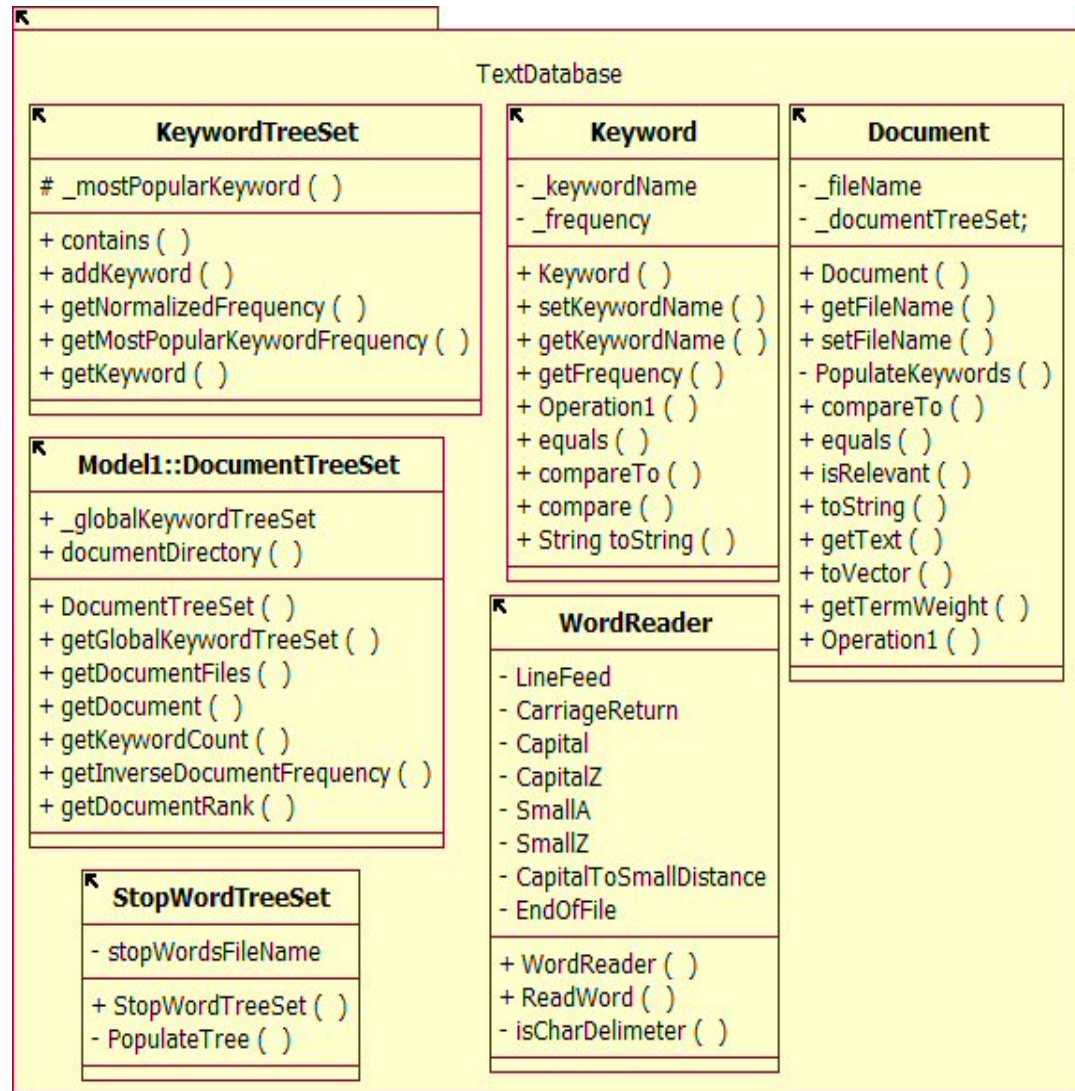 TextDatabase
KeywordTreeSet
# _mostPopularKeyword ( )
+ contains ( )
+ addKeyword ( )
+ getNormalizedFrequency ( )
+ getMostPopularKeywordFrequency ( )
+ getKeyword ( )
Keyword
- _keywordName
- _frequency
+ Keyword ( )
+ setKeywordName ( )
+ getKeywordName ( )
+ getFrequency ( )
+ Operation1 ( )
+ equals ( )
+ compareTo ( )
+ compare ( )
+ String toString ( )
Document
- _fileName
- _documentTreeSet;
+ Document ( )
+ getFileName ( )
+ setFileName ( )
- PopulateKeywords ( )
+ compareTo ( )
+ equals ( )
+ isRelevant ( )
+ toString ( )
+ getText ( )
+ toVector ( )
+ getTermWeight ( )
+ Operation1 ( )
Model1::DocumentTreeSet
+ _globalKeywordTreeSet
+ documentDirectory ( )
+ DocumentTreeSet ( )
+ getGlobalKeywordTreeSet ( )
+ getDocumentFiles ( )
+ getDocument ( )
+ getKeywordCount ( )
+ getInverseDocumentFrequency ( )
+ getDocumentRank ( )
WordReader
- LineFeed
- CarriageReturn
- Capital
- CapitalZ
- SmallA
- SmallZ
- CapitalToSmallDistance
- EndOfFile
+ WordReader ( )
+ ReadWord ( )
- isCharDelimeter ( )
StopWordTreeSet
- stopWordsFileName
+ StopWordTreeSet ( )
- PopulateTree ( )